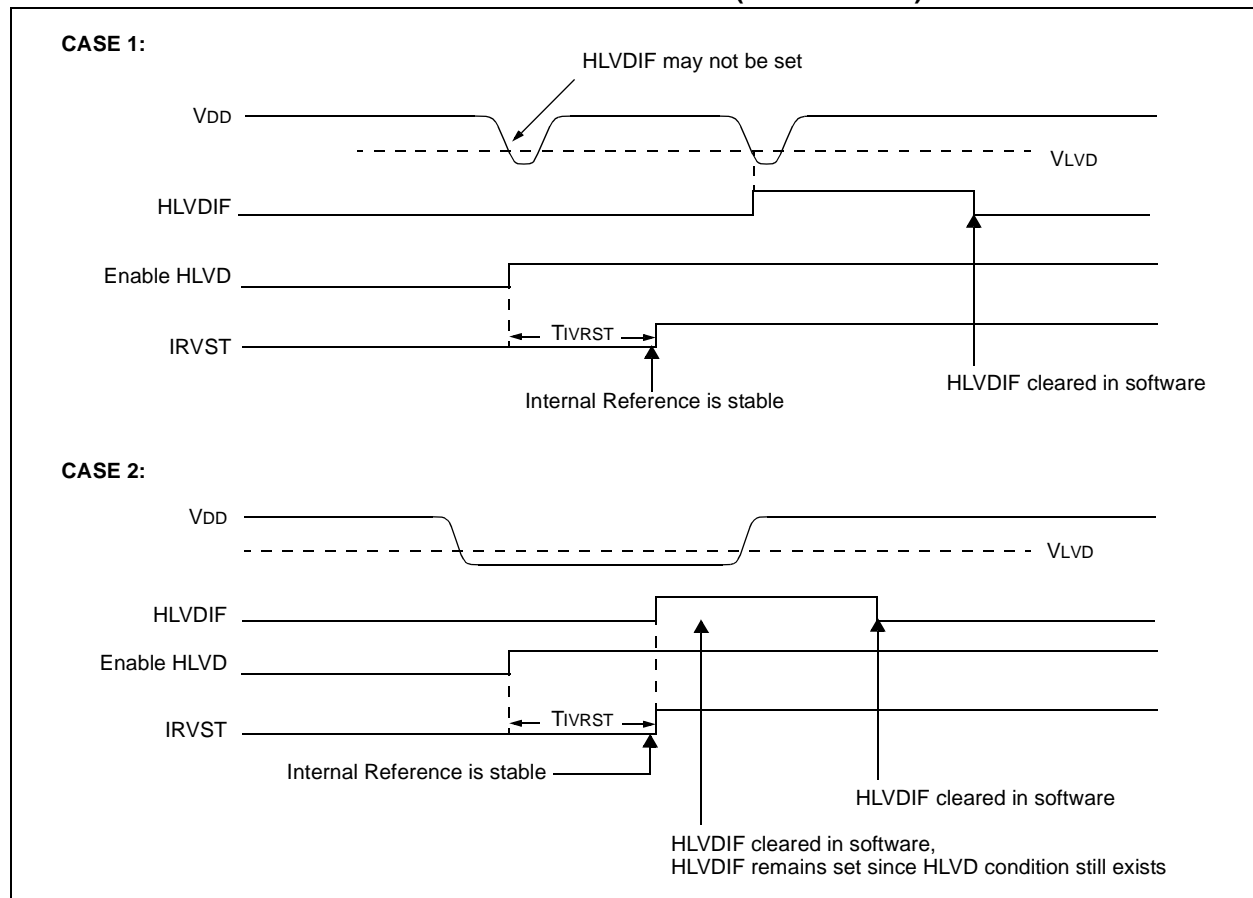 CASE 1:
HLVDIF may not be set
VDD
VLVD
HLVDIF
Enable HLVD
TIVRST
IRVST
HLVDIF cleared in software
Internal Reference is stable
CASE 2:
VDD
VLVD
HLVDIF
Enable HLVD
TIVRST
IRVST
Internal Reference is stable
HLVDIF cleared in software
HLVDIF cleared in software,
HLVDIF remains set since HLVD condition still exists